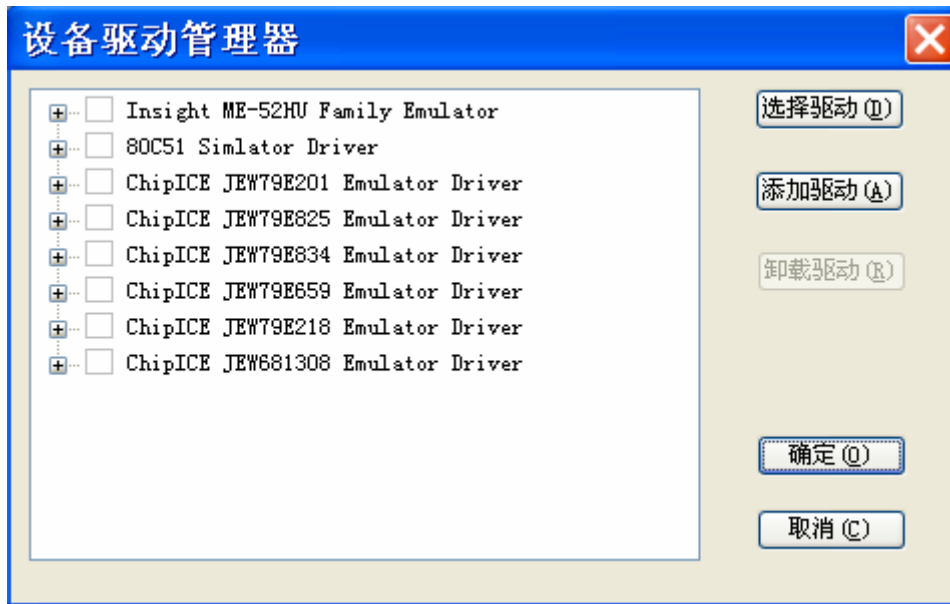 设备驱动管理器
Insight ME-52HU Family Emulator
80C51 Simlator Driver
ChipICE JEW79E201 Emulator Driver
ChipICE JEW79E825 Emulator Driver
ChipICE JEW79E834 Emulator Driver
ChipICE JEW79E659 Emulator Driver
ChipICE JEW79E218 Emulator Driver
ChipICE JEW681308 Emulator Driver
选择驱动(D)
添加驱动(A)
卸载驱动(R)
确定(O)
取消(C)